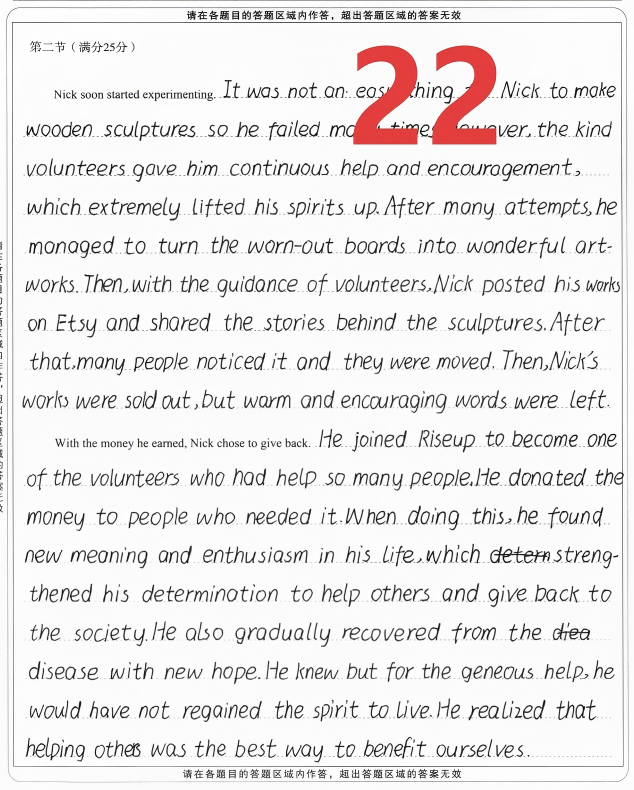 请在各题目的答题区域内作答，超出答题区域的答案无效
第二节（满分25分）
22
Nick soon started experimenting. It was not an thing Nick to make
wooden sculptures so he failed times the kind
volunteers gave him continuous help and encouragement,
which extremely lifted his spirits up. After many attempts, he
managed to turn the worn-out boards into wonderful art-
works. Then, with the guidance of volunteers, Nick posted his works
on Etsy and shared the stories behind the sculptures. After
that, many people noticed it and they were moved. Then, Nick's
works were sold out, but warm and encouraging words were left.
With the money he earned, Nick chose to give back. He joined Riseup to become one
of the volunteers who had help so many people. He donated the
money to people who needed it. When doing this, he found
new meaning and enthusiasm in his life, which determ streng-
thened his determination to help others and give back to
the society. He also gradually recovered from the
disease with new hope. He knew but for the geneous help, he
would have not regained the spirit to live. He realized that
helping others was the best way to benefit ourselves.
请在各题目的答题区域内作答，超出答题区域的答案无效